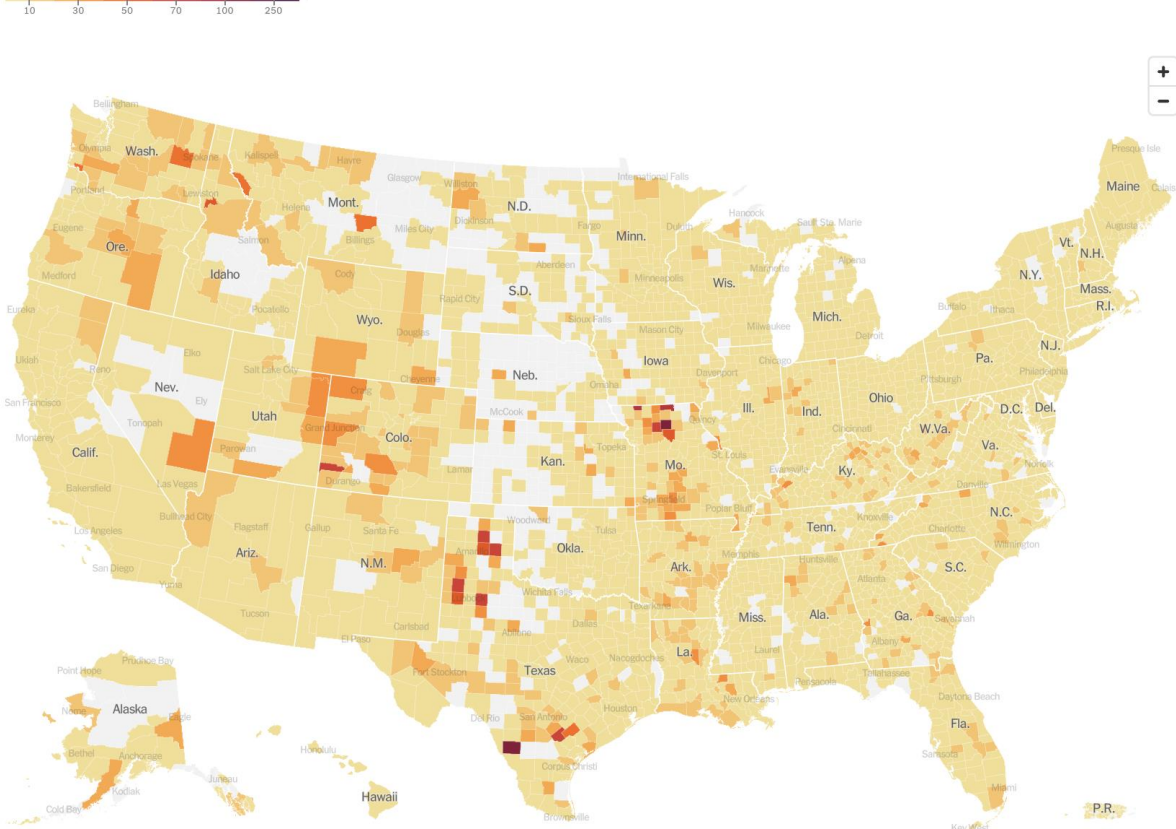 10 30 50 70 100 250
+
−
Bellingham
Presque Isle
Olympia
Wash.
Spokane
Kalispell
Havre
Glasgow
Williston
International Falls
Maine
Calais
Portland
Lewiston
Helena
Mont.
Dickinson
N.D.
Fargo
Minn.
Duluth
Hancock
Sault Ste. Marie
Augusta
Eugene
Ore.
Salmon
Billings
Miles City
Aberdeen
Marinette
Alpena
Vt.
N.H.
Medford
Idaho
Cody
Rapid City
S.D.
Minneapolis
Wis.
N.Y.
Mass.
Eureka
Pocatello
Wyo.
Douglas
Sioux Falls
Mason City
Milwaukee
Mich.
Detroit
Buffalo
Ithaca
R.I.
Ukiah
Reno
Elko
Salt Lake City
Cheyenne
Neb.
Omaha
Iowa
Davenport
Chicago
Pa.
N.J.
Philadelphia
San Francisco
Nev.
Ely
Utah
Craig
McCook
Quincy
Ill.
Ind.
Ohio
Pittsburgh
D.C.
Del.
Monterey
Calif.
Tonopah
Parowan
Grand Junction
Colo.
Lamar
Kan.
Topeka
Mo.
St. Louis
Cincinnati
W.Va.
Va.
Norfolk
Bakersfield
Las Vegas
Durango
Springfield
Poplar Bluff
Evansville
Ky.
Danville
Los Angeles
Bullhead City
Flagstaff
Gallup
Santa Fe
Woodward
Tulsa
Tenn.
Knoxville
Charlotte
N.C.
Wilmington
San Diego
Yuma
Ariz.
N.M.
Amarillo
Okla.
Ark.
Memphis
Huntsville
Atlanta
S.C.
Tucson
Carlsbad
Lubbock
Wichita Falls
Texarkana
Miss.
Ala.
Ga.
Savannah
El Paso
Abilene
Dallas
Albany
Prudhoe Bay
Point Hope
Fort Stockton
Texas
Waco
Nacogdoches
La.
Laurel
Tallahassee
Pensacola
Nome
Alaska
Eagle
Del Rio
San Antonio
Houston
New Orleans
Daytona Beach
Fla.
Bethel
Anchorage
Honolulu
Corpus Christi
Sarasota
Juneau
Kodiak
Cold Bay
Hawaii
Brownsville
Miami
Key West
P.R.